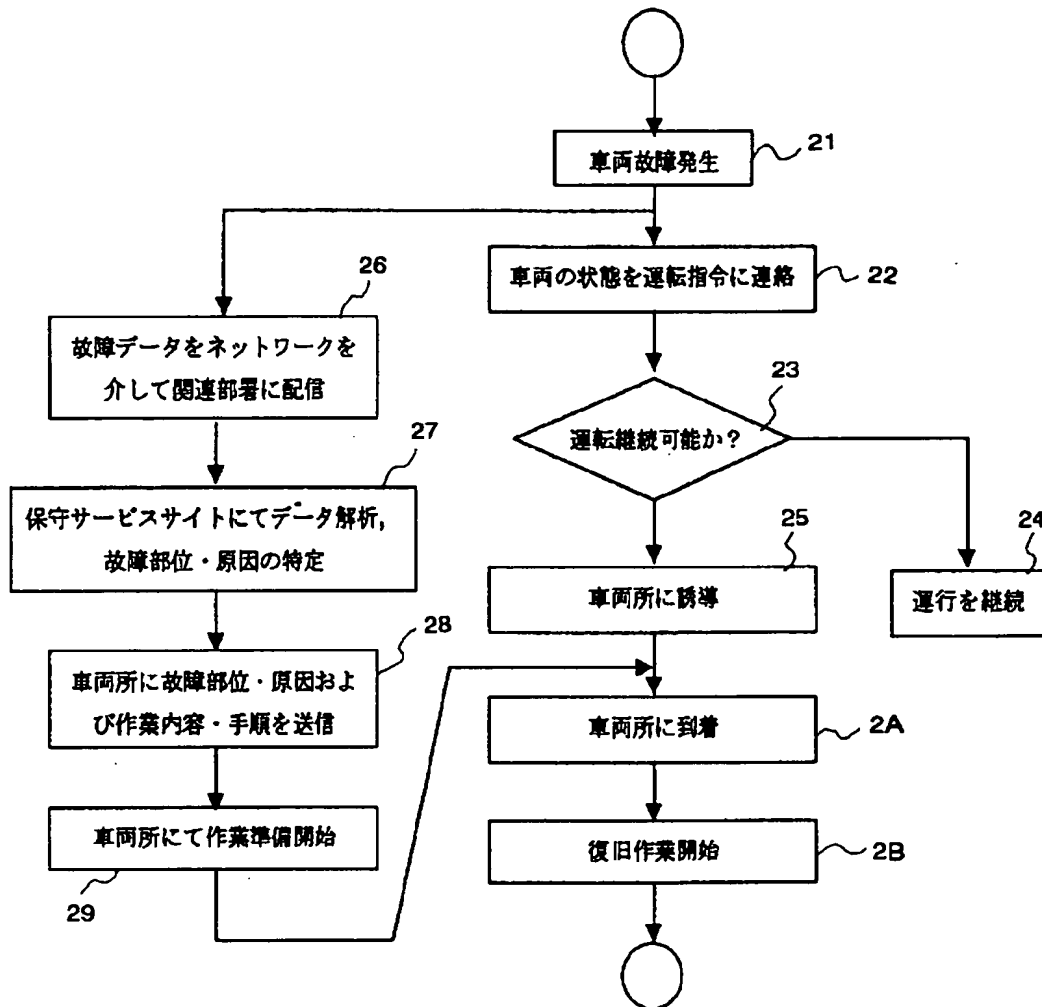 車両故障発生
21
車両の状態を運転指令に連絡
22
26
故障データをネットワークを
介して関連部署に配信
23
運転継続可能か？
27
保守サービスサイトにてデータ解析，
故障部位・原因の特定
25
車両所に誘導
24
運行を継続
28
車両所に故障部位・原因およ
び作業内容・手順を送信
車両所に到着
2A
車両所にて作業準備開始
29
復旧作業開始
2B